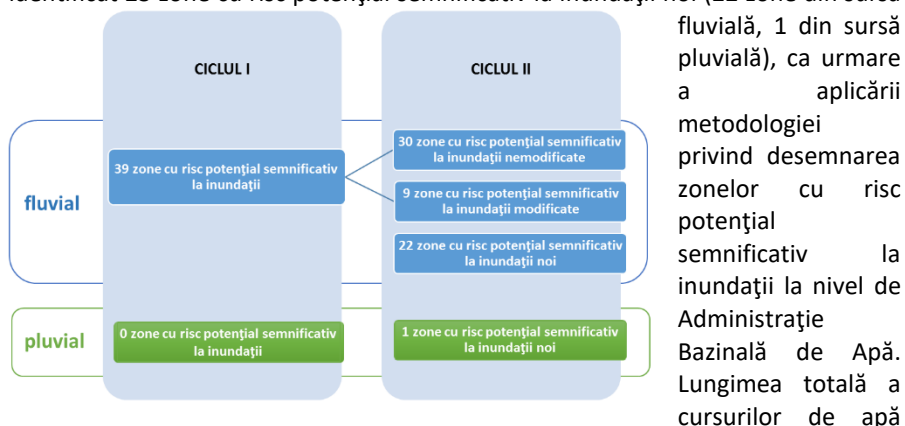 fluvială, 1 din sursă
pluvială), ca urmare
a aplicării
metodologiei
privind desemnarea
zonelor cu risc
potenţial
semnificativ la
inundaţii la nivel de
Administraţie
Bazinală de Apă.
Lungimea totală a
cursurilor de apă
CICLUL I
CICLUL II
fluvial
39 zone cu risc potenţial semnificativ
la inundaţii
30 zone cu risc potenţial semnificativ
la inundaţii nemodificate
9 zone cu risc potenţial semnificativ
la inundaţii modificate
22 zone cu risc potenţial semnificativ
la inundaţii noi
pluvial
0 zone cu risc potenţial semnificativ
la inundaţii
1 zone cu risc potenţial semnificativ
la inundaţii noi